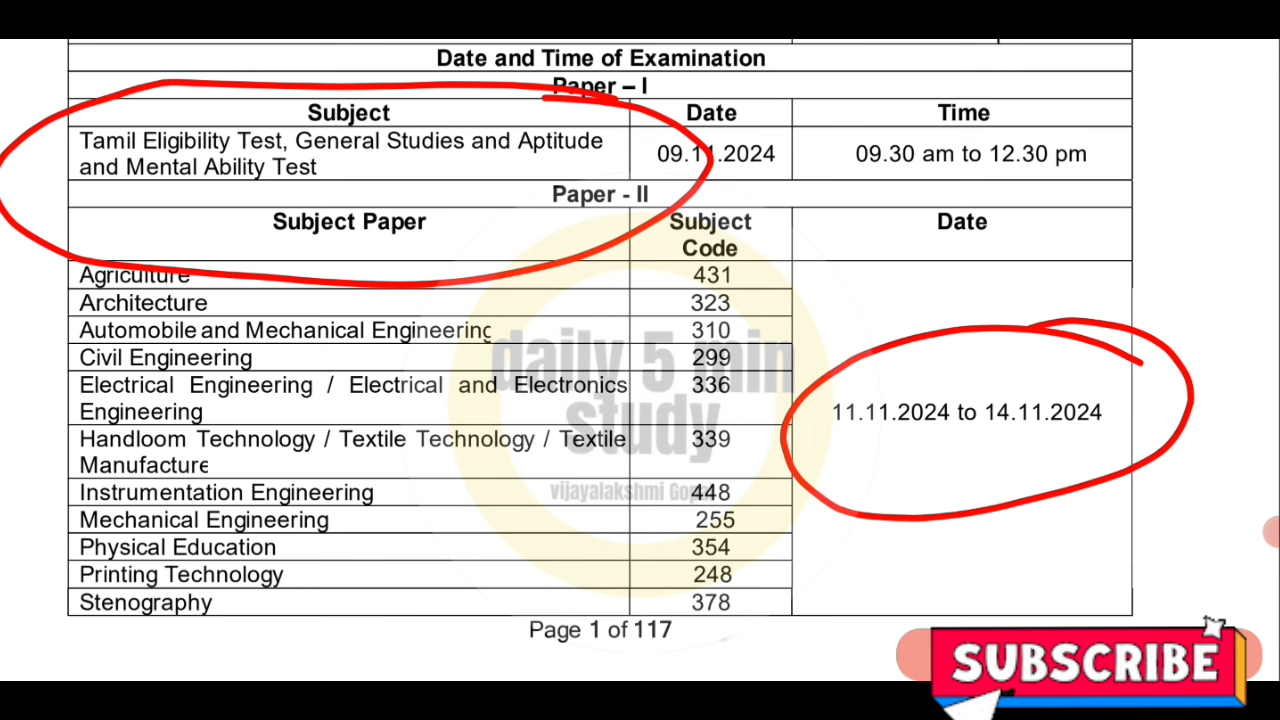 Date and Time of Examination
Paper – I
Subject Date Time
Tamil Eligibility Test, General Studies and Aptitude
and Mental Ability Test
09.11.2024 09.30 am to 12.30 pm
Paper - II
Subject Paper Subject Code Date
Agriculture 431
Architecture 323
Automobile and Mechanical Engineering 310
Civil Engineering 299
Electrical Engineering / Electrical and Electronics 336
Engineering
11.11.2024 to 14.11.2024
Handloom Technology / Textile Technology / Textile 339
Manufacture
Instrumentation Engineering 448
Mechanical Engineering 255
Physical Education 354
Printing Technology 248
Stenography 378
Page 1 of 117
daily 5 min
study
vijayalakshmi
SUBSCRIBE